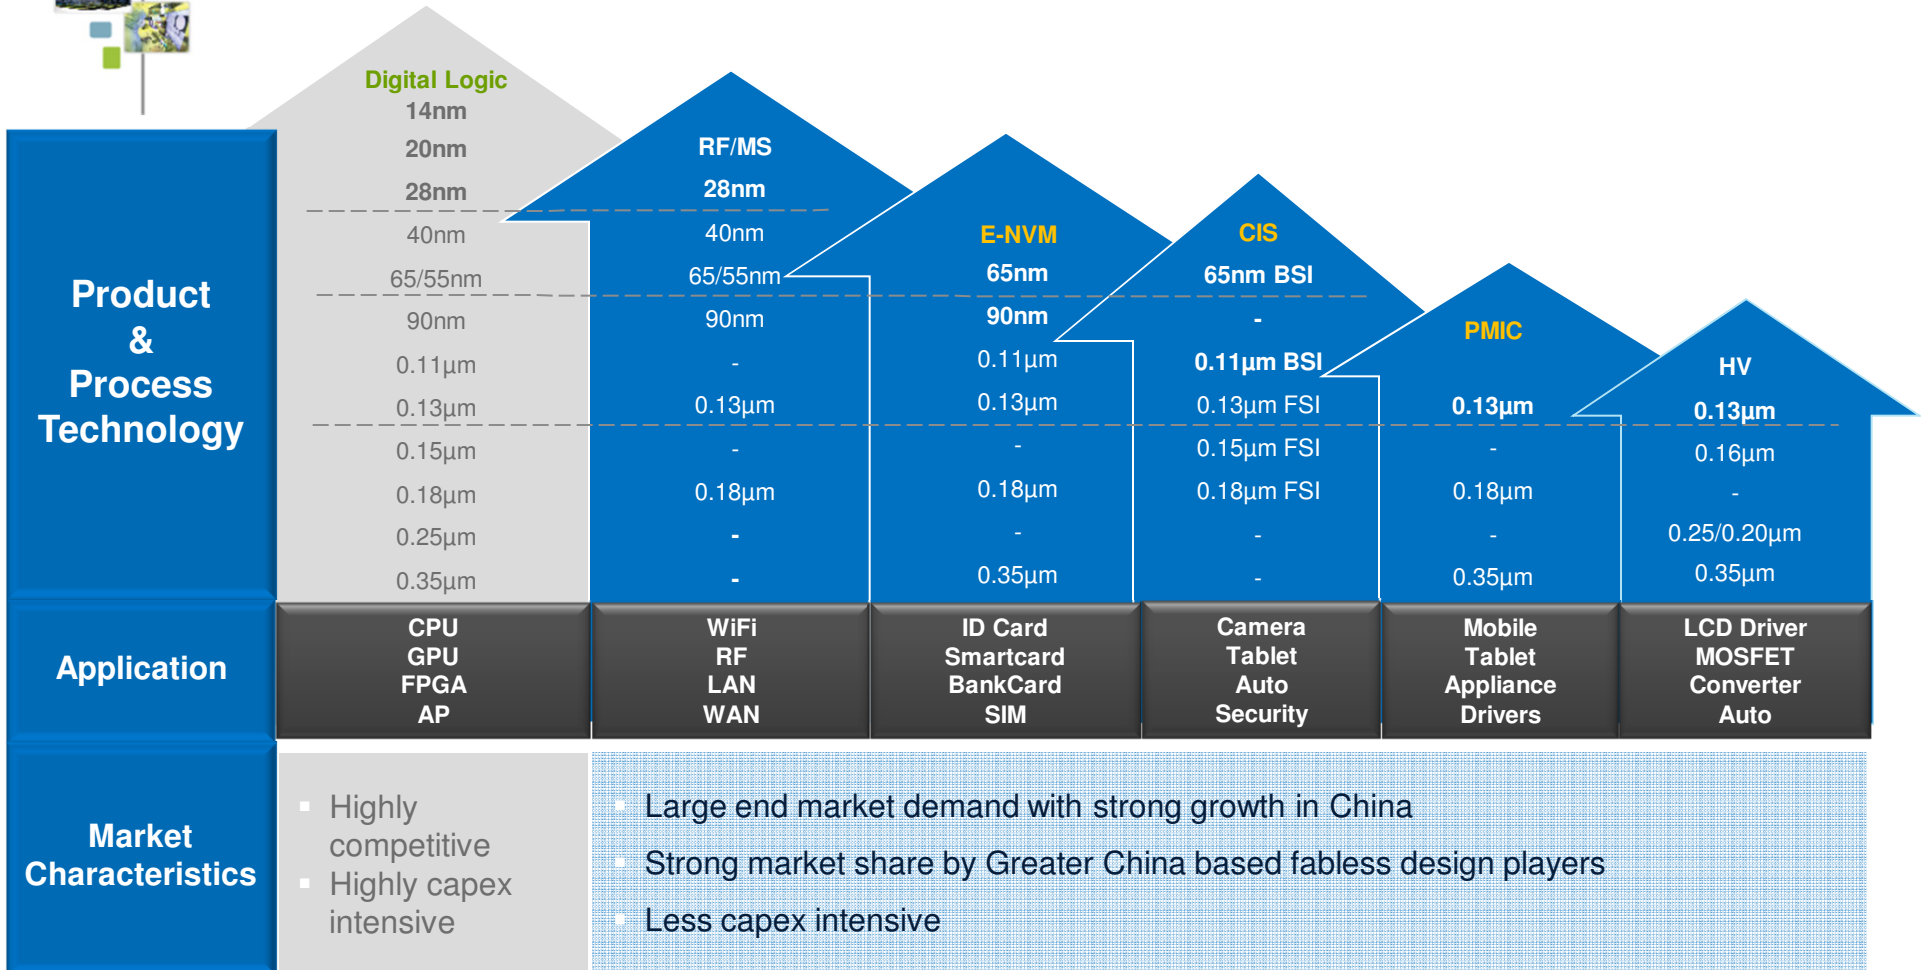 Product
&
Process
Technology
Digital Logic
14nm
20nm
28nm
40nm
65/55nm
90nm
0.11µm
0.13µm
0.15µm
0.18µm
0.25µm
0.35µm
RF/MS
28nm
40nm
65/55nm
90nm
-
0.13µm
-
0.18µm
-
-
E-NVM
65nm
90nm
0.11µm
0.13µm
-
0.18µm
-
0.35µm
CIS
65nm BSI
-
0.11µm BSI
0.13µm FSI
0.15µm FSI
0.18µm FSI
-
-
PMIC
0.13µm
-
0.18µm
-
0.35µm
HV
0.13µm
0.16µm
-
0.25/0.20µm
0.35µm
Application
CPU
GPU
FPGA
AP
WiFi
RF
LAN
WAN
ID Card
Smartcard
BankCard
SIM
Camera
Tablet
Auto
Security
Mobile
Tablet
Appliance
Drivers
LCD Driver
MOSFET
Converter
Auto
Market
Characteristics
▪ Highly
competitive
▪ Highly capex
intensive
▪ Large end market demand with strong growth in China
▪ Strong market share by Greater China based fabless design players
▪ Less capex intensive